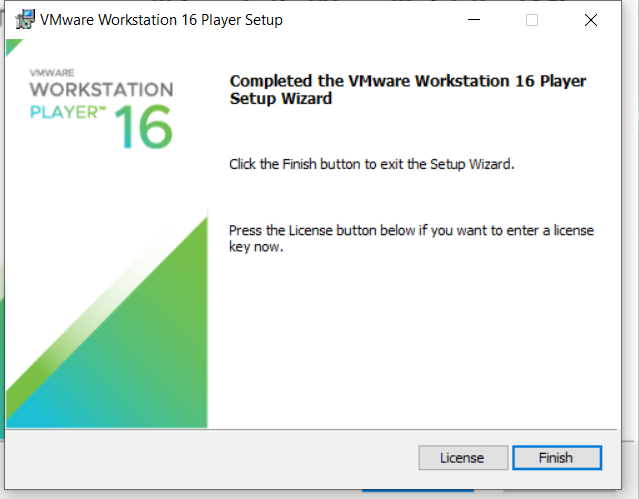 VMware Workstation 16 Player Setup
VMWARE
WORKSTATION
PLAYER™ 16
Completed the VMware Workstation 16 Player
Setup Wizard
Click the Finish button to exit the Setup Wizard.
Press the License button below if you want to enter a license
key now.
License
Finish